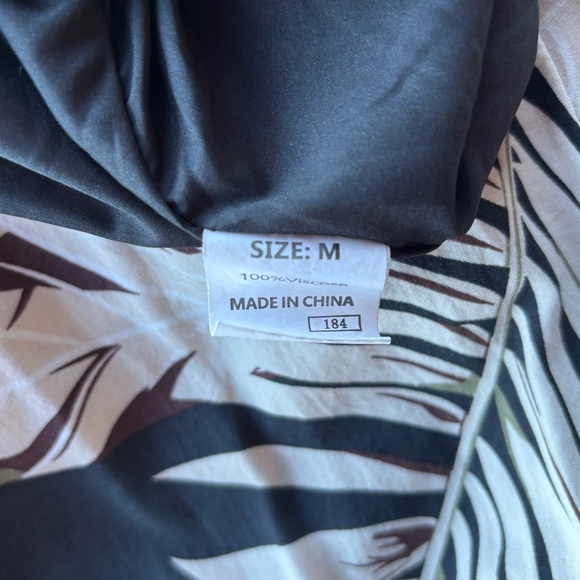 SIZE: M
100%Viscose
MADE IN CHINA
184